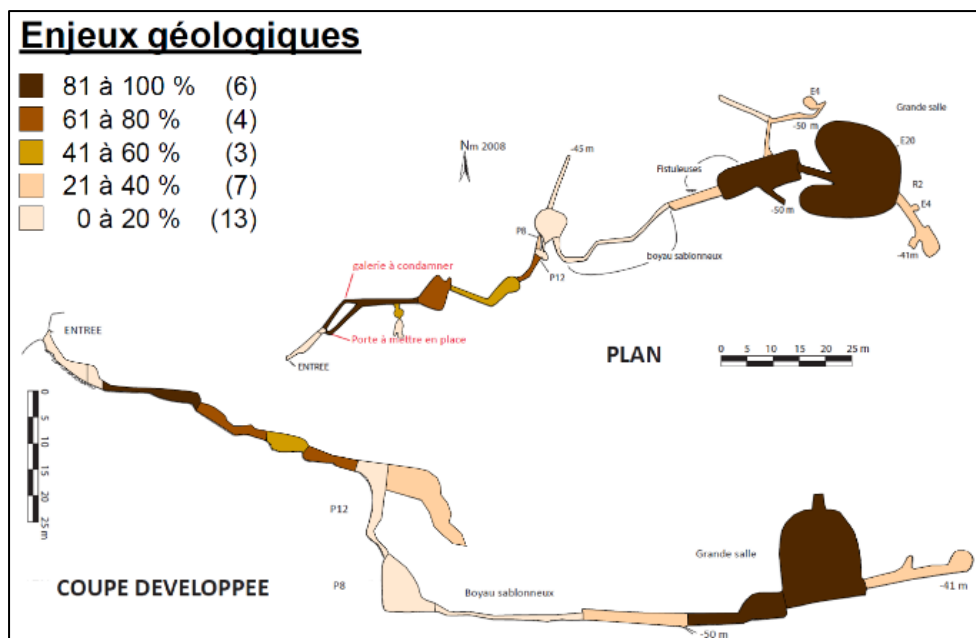 Enjeux géologiques
81 à 100 % (6)
61 à 80 % (4)
41 à 60 % (3)
21 à 40 % (7)
0 à 20 % (13)
Nm 2008
-45 m
E4
-50 m
Grande salle
E20
Fistuleuses
R2
E4
-50 m
-41m
P8
P12
boyau sablonneux
galerie à condamner
Porte à mettre en place
ENTREE
PLAN
0 5 10 15 20 25 m
ENTREE
0
5
10
15
20
25 m
P12
P8
COUPE DEVELOPPEE
Boyau sablonneux
Grande salle
-41 m
-50 m